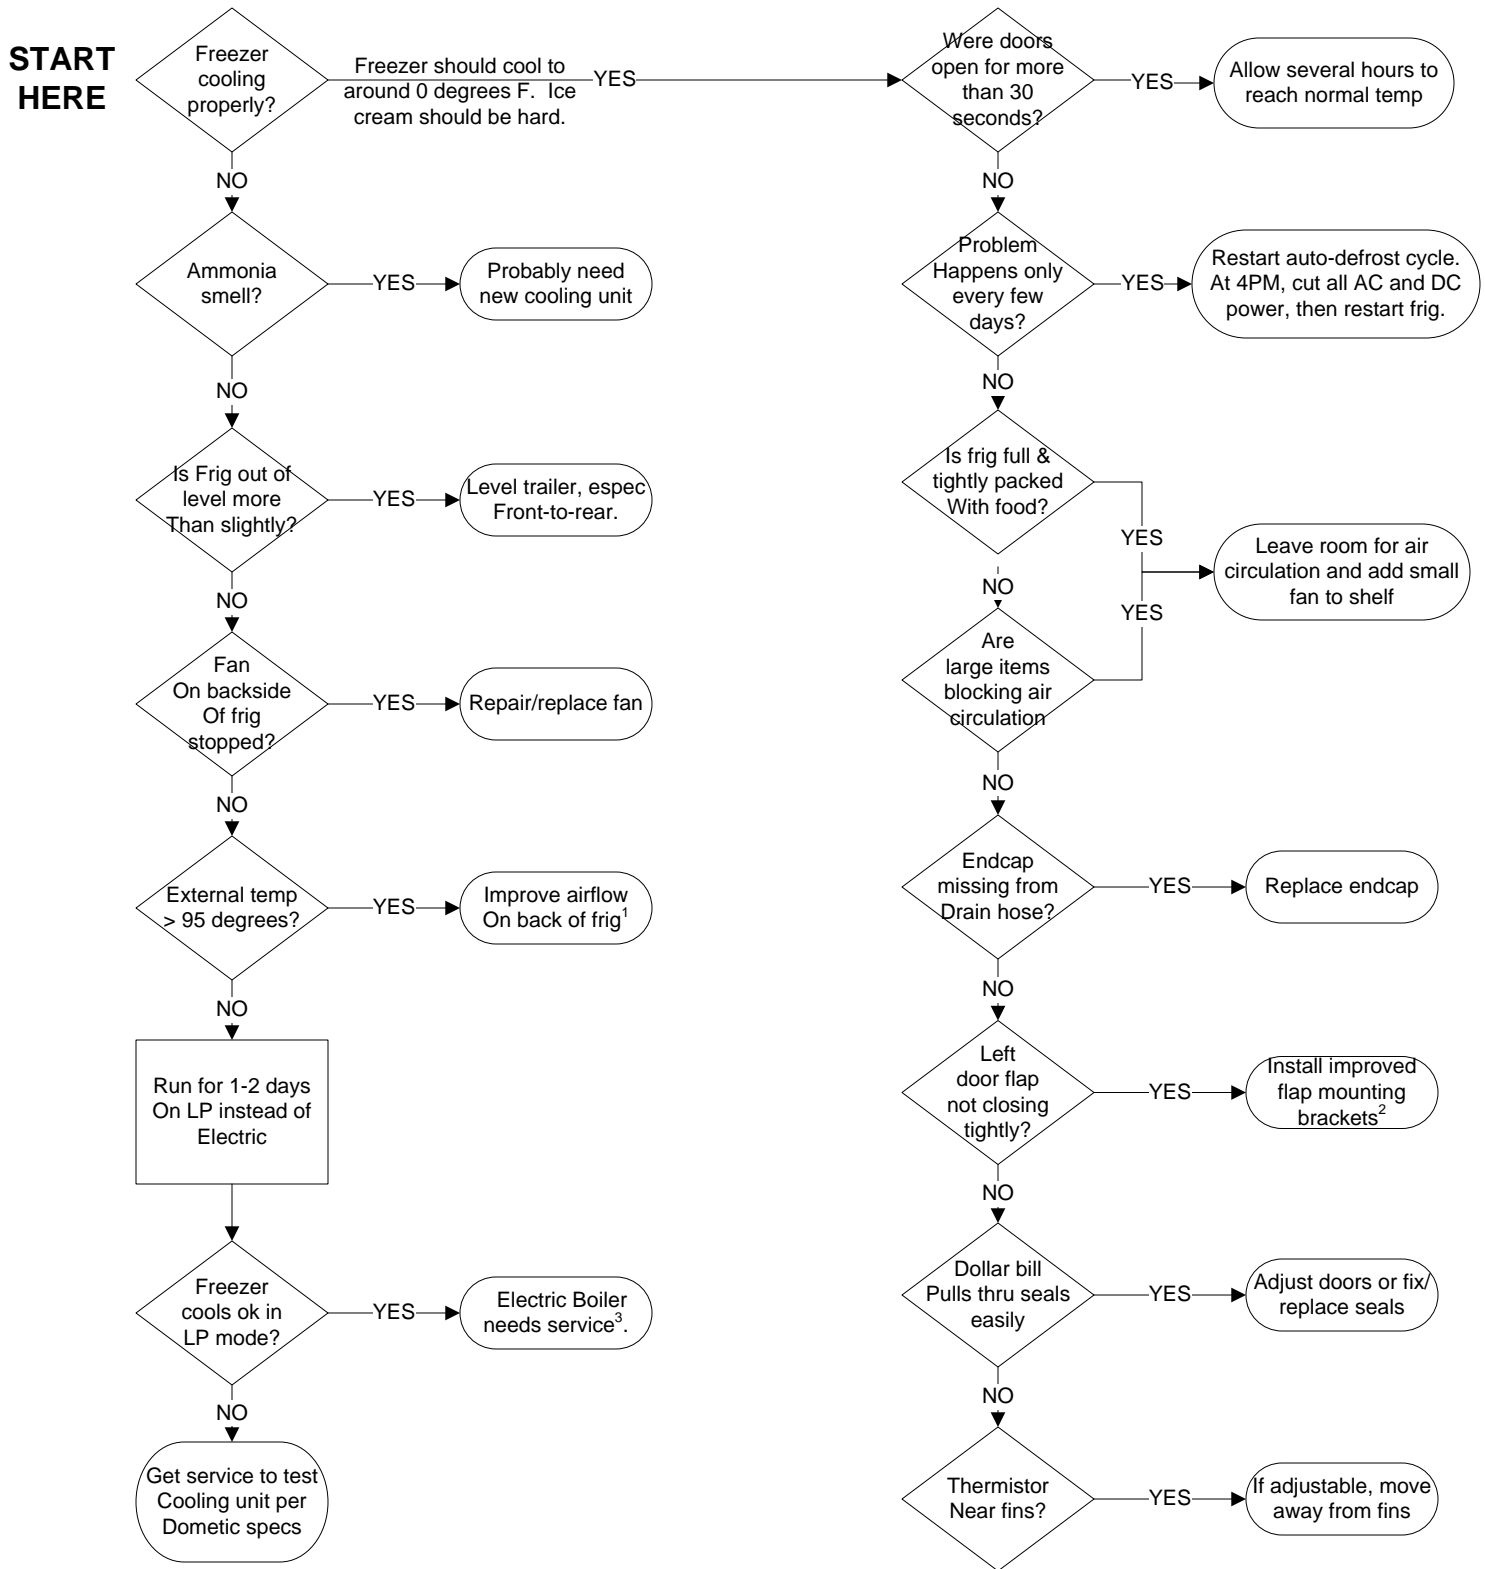 START
HERE
Freezer
cooling
properly?
Freezer should cool to
around 0 degrees F.  Ice
cream should be hard.
YES
Were doors
open for more
than 30
seconds?
YES
Allow several hours to
reach normal temp
NO
NO
Ammonia
smell?
YES
Probably need
new cooling unit
Problem
Happens only
every few
days?
YES
Restart auto-defrost cycle.
At 4PM, cut all AC and DC
power, then restart frig.
NO
NO
Is Frig out of
level more
Than slightly?
YES
Level trailer, espec
Front-to-rear.
Is frig full &
tightly packed
With food?
YES
Leave room for air
circulation and add small
fan to shelf
NO
NO
YES
Fan
On backside
Of frig
stopped?
YES
Repair/replace fan
Are
large items
blocking air
circulation
NO
NO
External temp
> 95 degrees?
YES
Improve airflow
On back of frig1
Endcap
missing from
Drain hose?
YES
Replace endcap
NO
NO
Run for 1-2 days
On LP instead of
Electric
Left
door flap
not closing
tightly?
YES
Install improved
flap mounting
brackets2
NO
Freezer
cools ok in
LP mode?
YES
Electric Boiler
needs service3.
Dollar bill
Pulls thru seals
easily
YES
Adjust doors or fix/
replace seals
NO
NO
Get service to test
Cooling unit per
Dometic specs
Thermistor
Near fins?
YES
If adjustable, move
away from fins